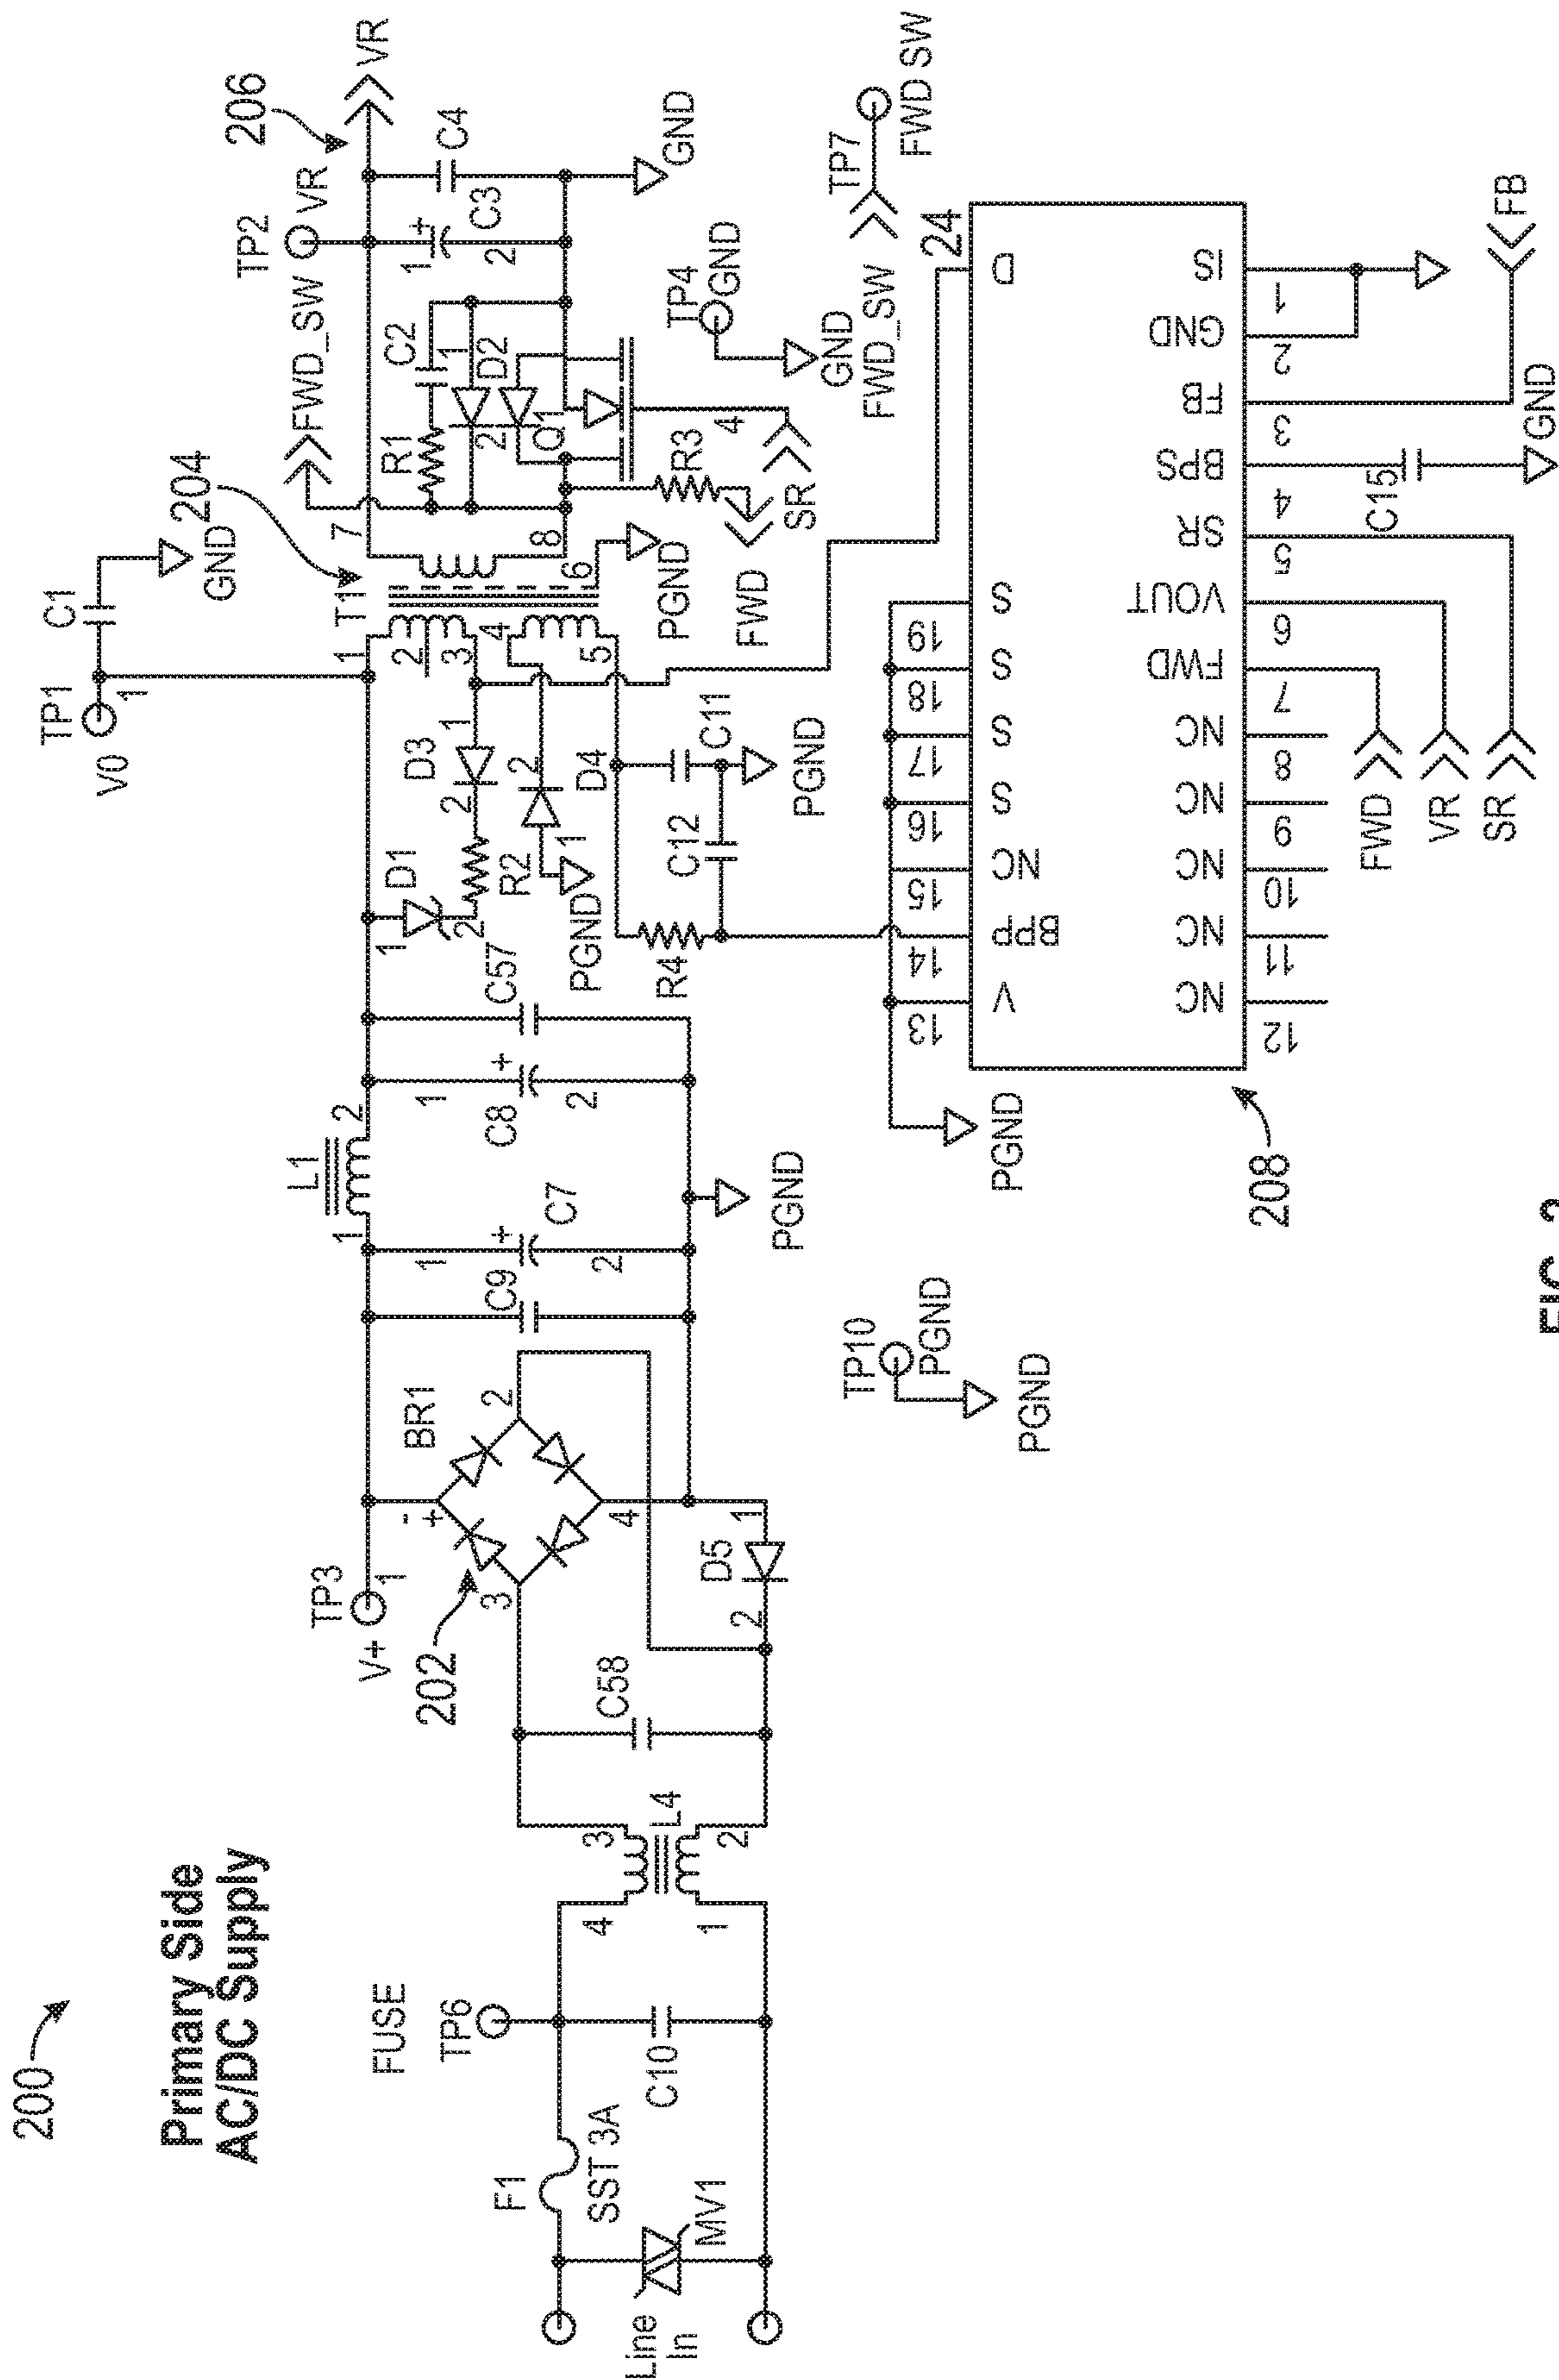 200
Primary Side
AC/DC Supply
Line
In
F1
SST 3A
MV1
FUSE
TP6
C10
4
3
L4
1
2
C58
TP3
V+
1
202
BR1
-
+
2
3
4
D5
1
2
C9
1
+
C7
2
L1
1
2
1
+
C8
2
C57
PGND
TP10
PGND
PGND
TP1
V0
1
C1
GND
D1
1
2
R2
D3
1
2
D4
2
1
PGND
R4
C12
C11
PGND
T1
204
1
2
3
4
5
6
7
8
PGND
FWD_SW
R1
C2
1
D2
2
Q1
4
R3
FWD
SR
TP2
VR
206
VR
1
+
C3
2
C4
GND
TP4
GND
GND
TP7
FWD_SW
FWD SW
24
D
19
S
18
S
17
S
16
S
15
NC
14
BPP
13
V
PGND
208
IS
1
GND
2
FB
3
BPS
4
SR
5
VOUT
6
FWD
7
NC
8
NC
9
NC
10
NC
11
NC
12
FB
C15
GND
FWD
VR
SR